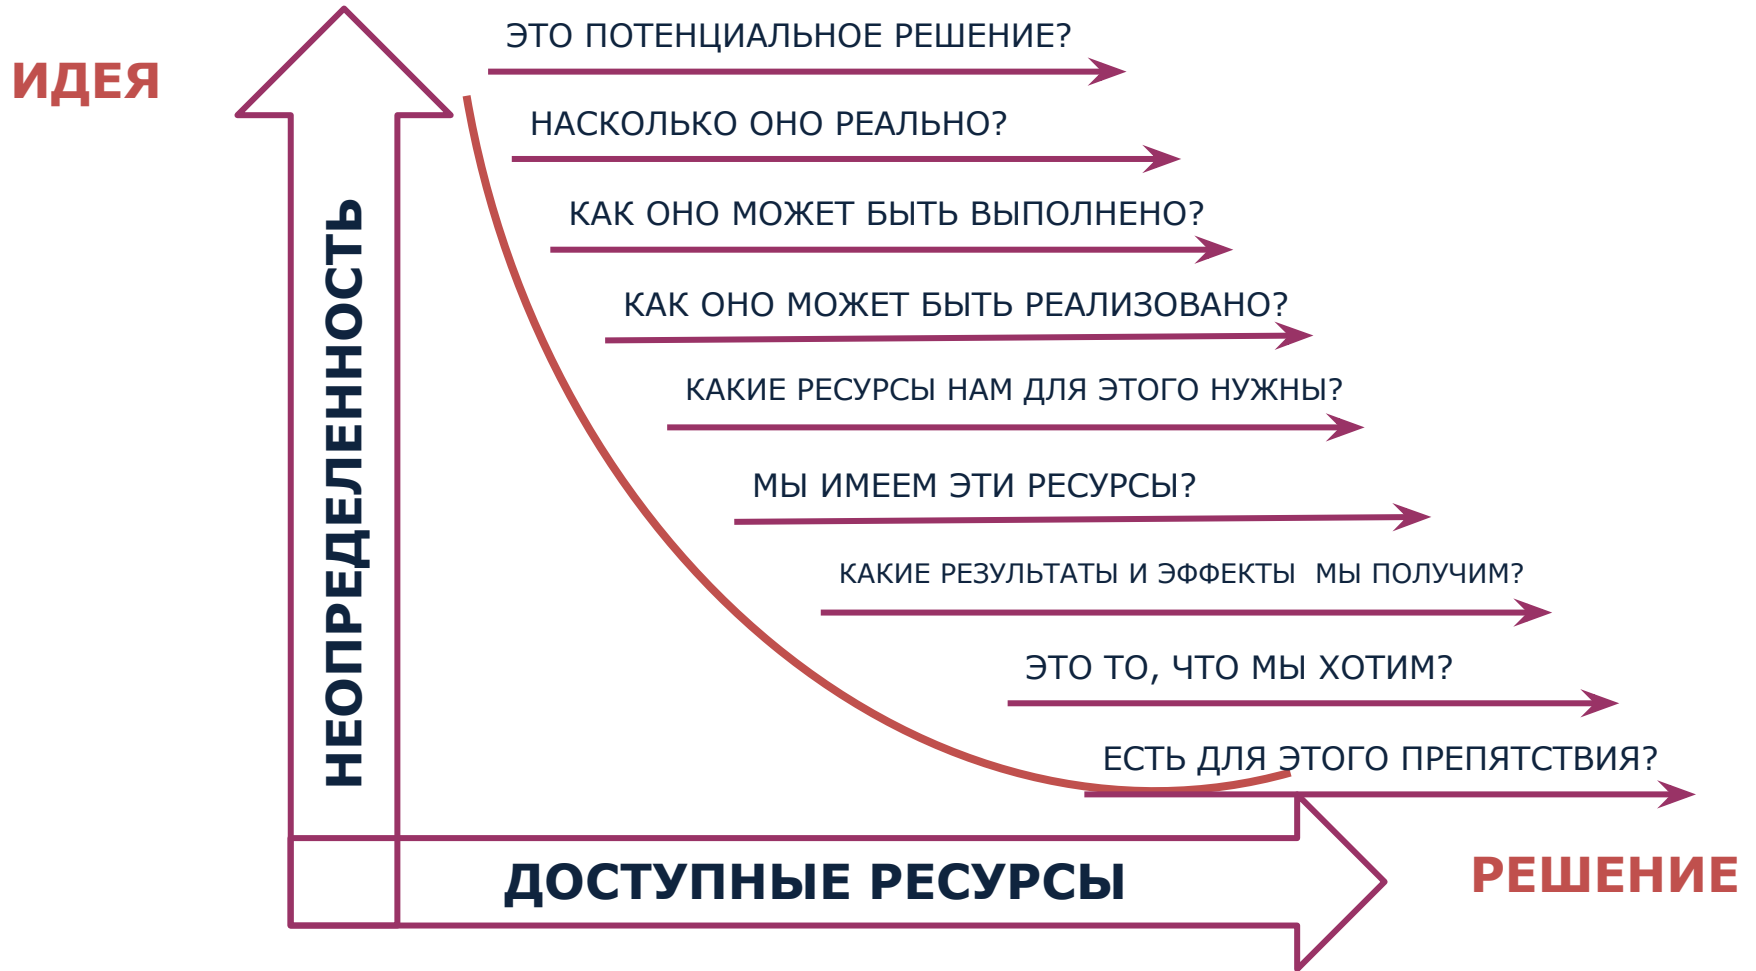 ЭТО ПОТЕНЦИАЛЬНОЕ РЕШЕНИЕ?
ИДЕЯ
НАСКОЛЬКО ОНО РЕАЛЬНО?
КАК ОНО МОЖЕТ БЫТЬ ВЫПОЛНЕНО?
КАК ОНО МОЖЕТ БЫТЬ РЕАЛИЗОВАНО?
КАКИЕ РЕСУРСЫ НАМ ДЛЯ ЭТОГО НУЖНЫ?
НЕОПРЕДЕЛЕННОСТЬ
МЫ ИМЕЕМ ЭТИ РЕСУРСЫ?
КАКИЕ РЕЗУЛЬТАТЫ И ЭФФЕКТЫ МЫ ПОЛУЧИМ?
ЭТО ТО, ЧТО МЫ ХОТИМ?
ЕСТЬ ДЛЯ ЭТОГО ПРЕПЯТСТВИЯ?
ДОСТУПНЫЕ РЕСУРСЫ
РЕШЕНИЕ